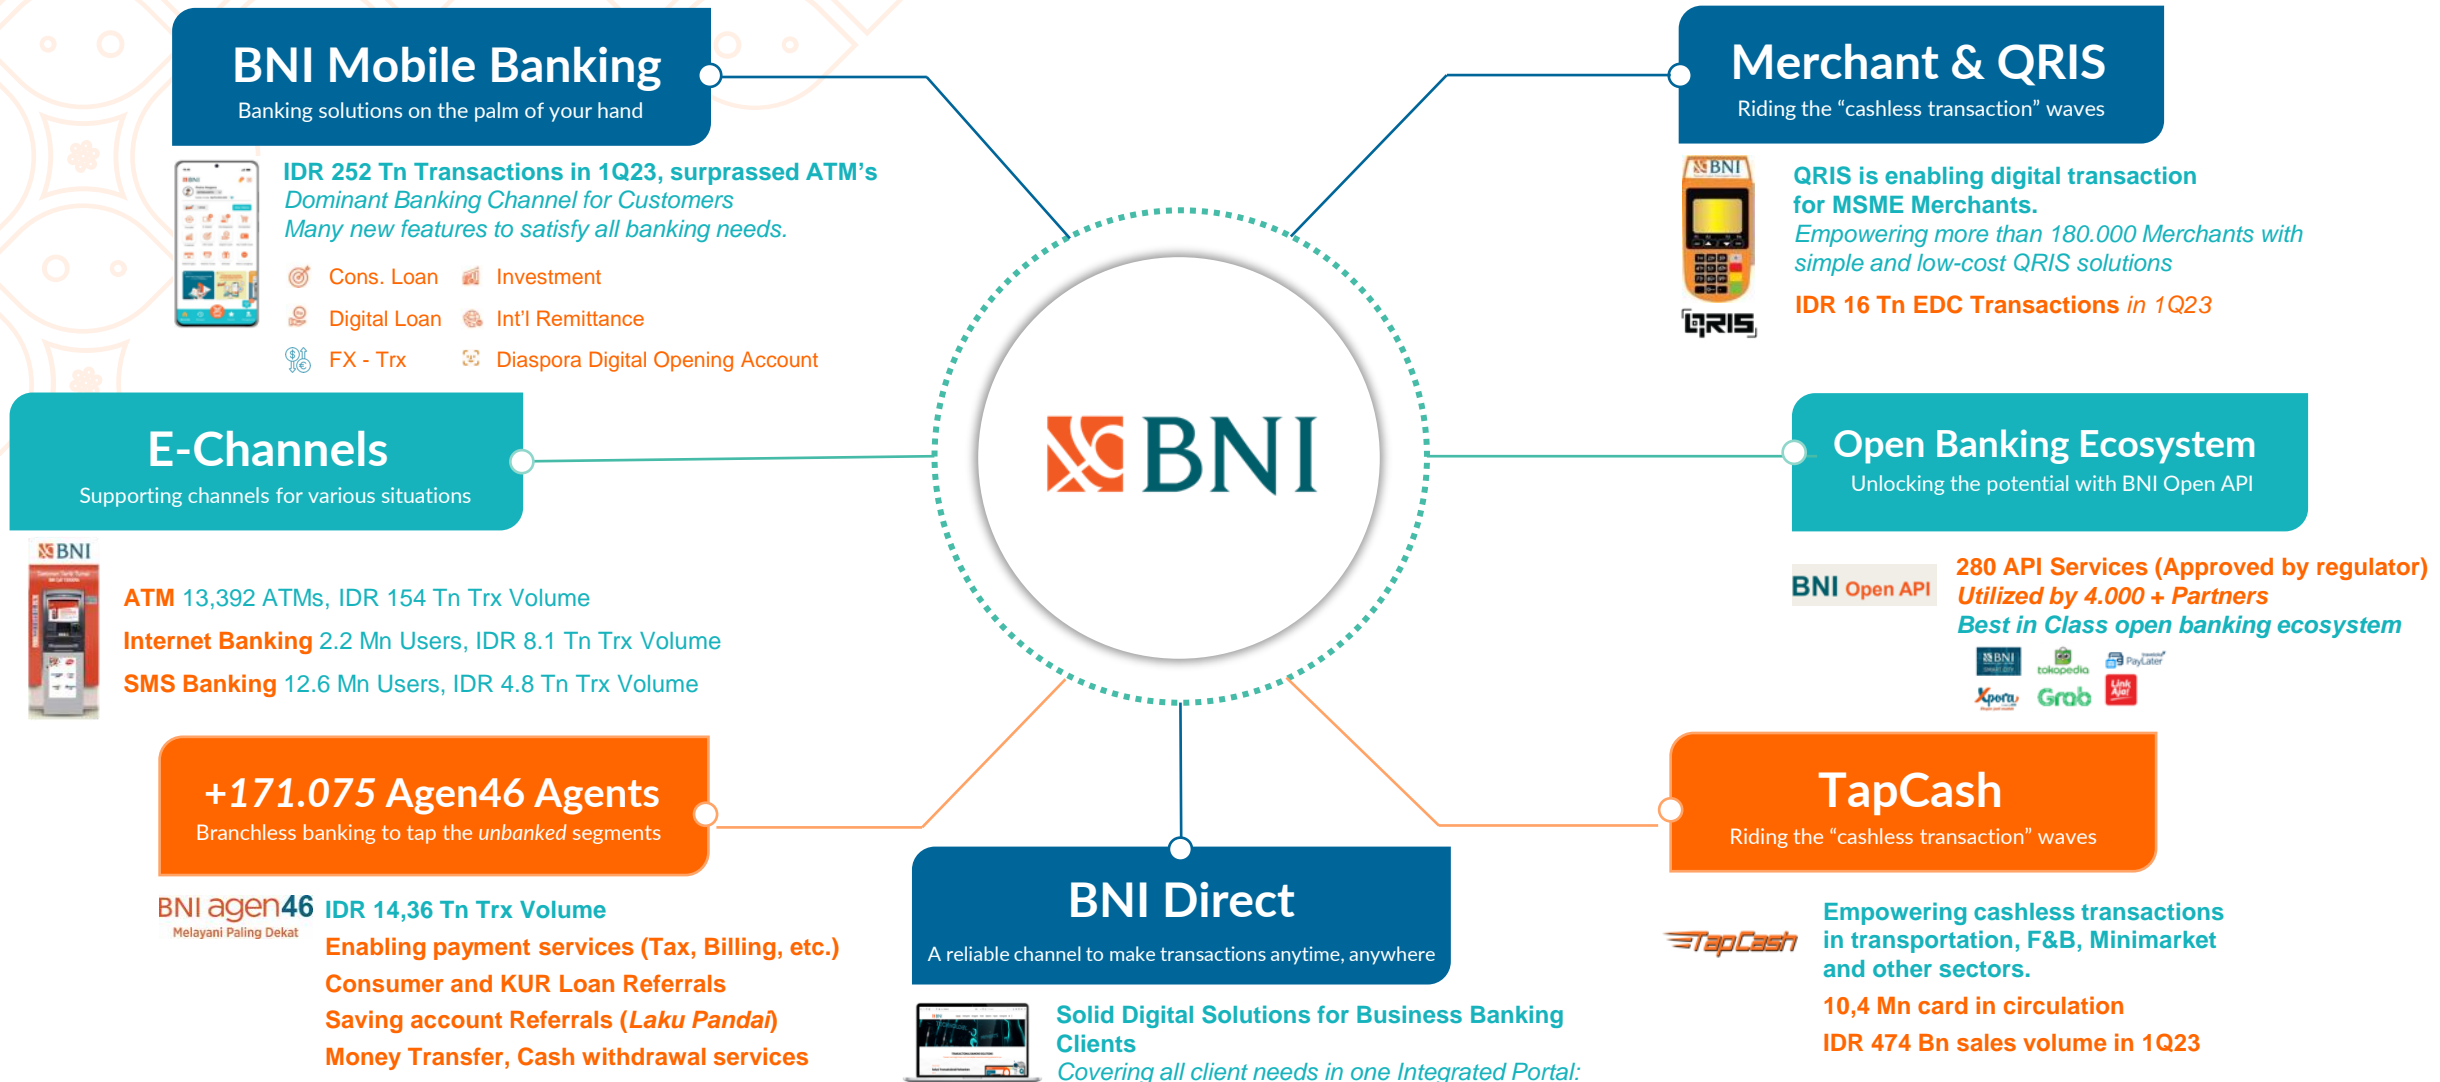 BNI Mobile Banking
Banking solutions on the palm of your hand
IDR 252 Tn Transactions in 1Q23, surprassed ATM's
Dominant Banking Channel for Customers
Many new features to satisfy all banking needs.
Cons. Loan
Investment
Digital Loan
Int'l Remittance
FX - Trx
Diaspora Digital Opening Account
E-Channels
Supporting channels for various situations
BNI
ATM 13,392 ATMs, IDR 154 Tn Trx Volume
Internet Banking 2.2 Mn Users, IDR 8.1 Tn Trx Volume
SMS Banking 12.6 Mn Users, IDR 4.8 Tn Trx Volume
+171.075 Agen46 Agents
Branchless banking to tap the unbanked segments
BNI agen46
Melayani Paling Dekat
IDR 14,36 Tn Trx Volume
Enabling payment services (Tax, Billing, etc.)
Consumer and KUR Loan Referrals
Saving account Referrals (Laku Pandai)
Money Transfer, Cash withdrawal services
BNI
BNI Direct
A reliable channel to make transactions anytime, anywhere
Solid Digital Solutions for Business Banking
Clients
Covering all client needs in one Integrated Portal:
Merchant & QRIS
Riding the “cashless transaction” waves
BNI
QRIS
QRIS is enabling digital transaction
for MSME Merchants.
Empowering more than 180.000 Merchants with
simple and low-cost QRIS solutions
IDR 16 Tn EDC Transactions in 1Q23
Open Banking Ecosystem
Unlocking the potential with BNI Open API
BNI Open API
280 API Services (Approved by regulator)
Utilized by 4.000 + Partners
Best in Class open banking ecosystem
BNI
tokopedia
PayLater
Xpora
Grab
Link
Aja!
TapCash
Riding the “cashless transaction” waves
TapCash
Empowering cashless transactions
in transportation, F&B, Minimarket
and other sectors.
10,4 Mn card in circulation
IDR 474 Bn sales volume in 1Q23